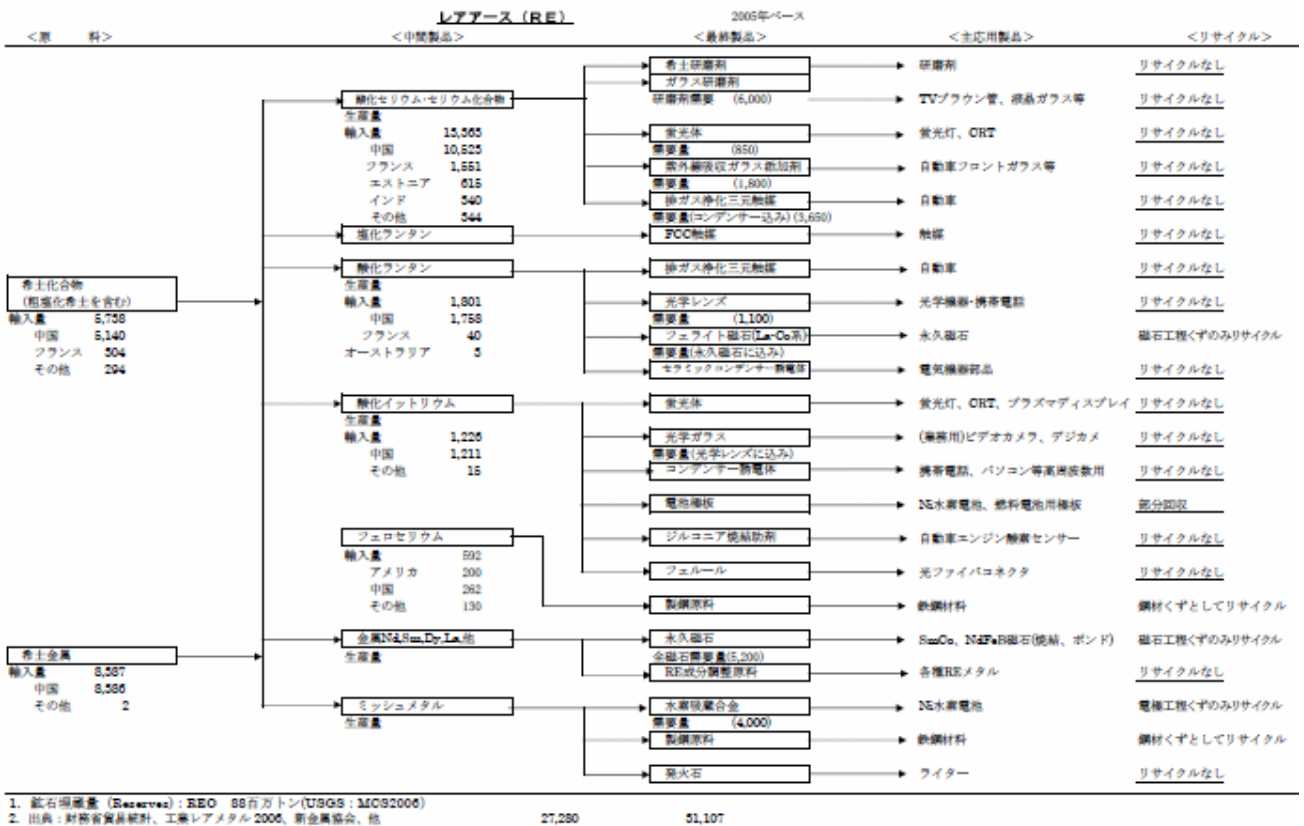 レアアース（RE）　2005年ベース
＜原　　料＞　＜中間製品＞　＜最終製品＞　＜主応用製品＞　＜リサイクル＞
希土研磨剤　研磨剤　リサイクルなし
ガラス研磨剤
酸化セリウム・セリウム化合物　研磨剤需要　(6,000)　TVブラウン管、液晶ガラス等　リサイクルなし
生産量
輸入量　13,363　蛍光体　蛍光灯、CRT　リサイクルなし
中国　10,523　需要量　(850)
フランス　1,551　紫外線吸収ガラス添加剤　自動車フロントガラス等　リサイクルなし
エストニア　615　需要量　(1,800)
インド　340　排ガス浄化三元触媒　自動車　リサイクルなし
その他　344　需要量(コンデンサー込み)　(3,650)
塩化ランタン　FCC触媒　触媒　リサイクルなし
酸化ランタン　排ガス浄化三元触媒　自動車　リサイクルなし
希土化合物
(粗塩化希土を含む)　生産量
輸入量　5,738　輸入量　1,801　光学レンズ　光学機器・携帯電話　リサイクルなし
中国　5,140　中国　1,758　需要量　(1,100)
フランス　304　フランス　40　フェライト磁石(La-Co系)　永久磁石　磁石工程くずのみリサイクル
その他　294　オーストラリア　3　需要量(永久磁石に込み)
セラミックコンデンサー誘電体　電気機器部品　リサイクルなし
酸化イットリウム　蛍光体　蛍光灯、CRT、プラズマディスプレイ　リサイクルなし
生産量
輸入量　1,226　光学ガラス　(業務用)ビデオカメラ、デジカメ　リサイクルなし
中国　1,211　需要量(光学レンズに込み)
その他　15　コンデンサー誘電体　携帯電話、パソコン等高周波数用　リサイクルなし
電池極板　Ni水素電池、燃料電池用極板　部分回収
フェロセリウム　ジルコニア焼結助剤　自動車エンジン酸素センサー　リサイクルなし
輸入量　592
アメリカ　200　フェルール　光ファイバコネクタ　リサイクルなし
中国　262
その他　130　製鋼原料　鉄鋼材料　鋼材くずとしてリサイクル
金属Nd,Sm,Dy,La,他　永久磁石　SmCo、NdFeB磁石(焼結、ボンド)　磁石工程くずのみリサイクル
希土金属　生産量　全磁石需要量(5,200)
輸入量　8,387　RE成分調整原料　各種REメタル　リサイクルなし
中国　8,386
その他　2　ミッシュメタル　水素吸蔵合金　Ni水素電池　電極工程くずのみリサイクル
生産量　需要量　(4,000)
製鋼原料　鉄鋼材料　鋼材くずとしてリサイクル
発火石　ライター　リサイクルなし
1. 鉱石埋蔵量（Reserves）: REO　88百万トン(USGS : MCS2006)
2. 出典 : 財務省貿易統計、工業レアメタル 2006、新金属協会、他　27,280　31,107